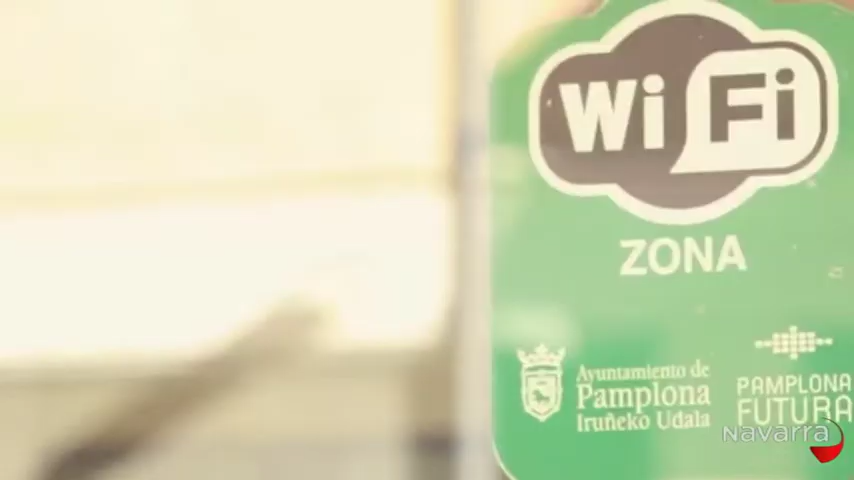 WiFi
ZONA
Ayuntamiento de
Pamplona
Iruñeko Udala
PAMPLONA
FUTURA
Navarra